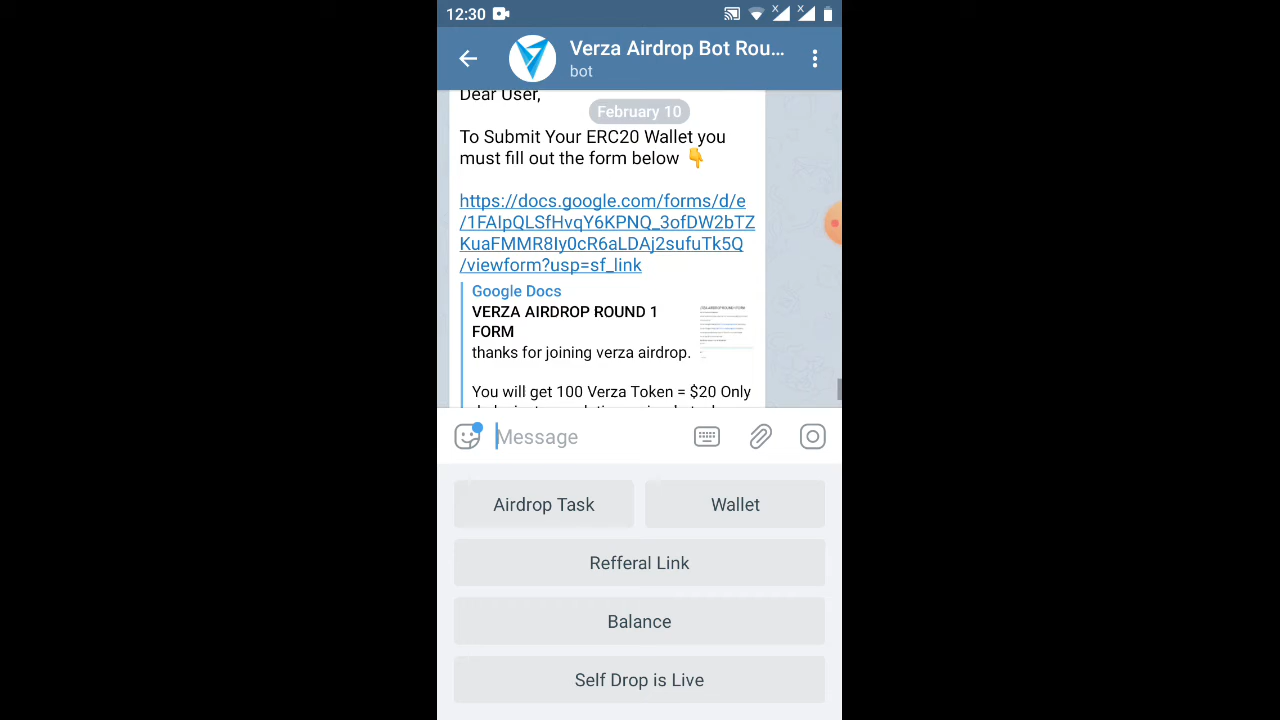 12:30
Verza Airdrop Bot Rou...
bot
Dear User,
February 10
To Submit Your ERC20 Wallet you
must fill out the form below 👇
https://docs.google.com/forms/d/e
/1FAIpQLSfHvqY6KPNQ_3ofDW2bTZ
KuaFMMR8Iy0cR6aLDAj2sufuTk5Q
/viewform?usp=sf_link
Google Docs
VERZA AIRDROP ROUND 1
FORM
thanks for joining verza airdrop.
You will get 100 Verza Token = $20 Only
Message
Airdrop Task
Wallet
Refferal Link
Balance
Self Drop is Live